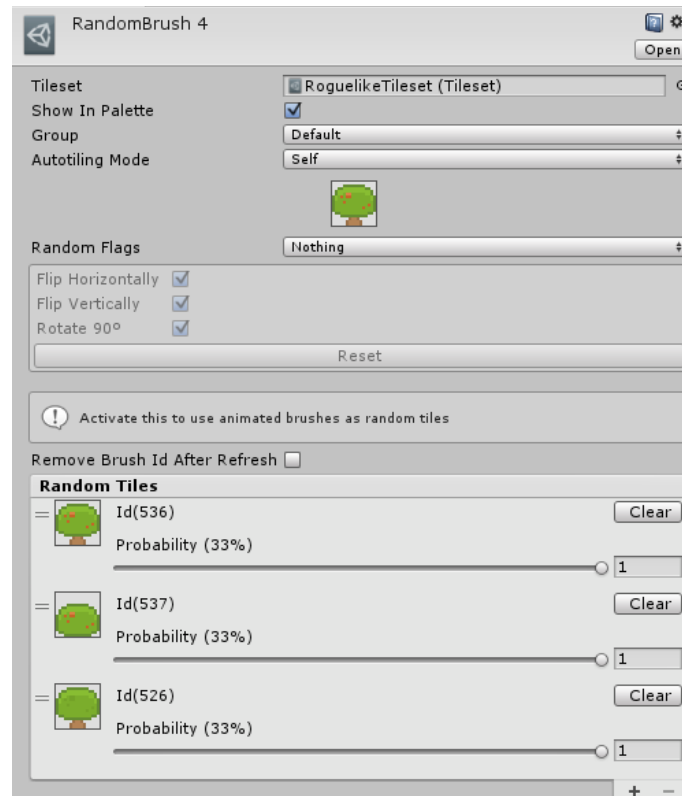 RandomBrush 4
Open
Tileset RoguelikeTileset (Tileset)
Show In Palette
Group Default
Autotiling Mode Self
Random Flags Nothing
Flip Horizontally
Flip Vertically
Rotate 90º
Reset
Activate this to use animated brushes as random tiles
Remove Brush Id After Refresh
Random Tiles
Id(536) Clear
Probability (33%)
1
Id(537) Clear
Probability (33%)
1
Id(526) Clear
Probability (33%)
1